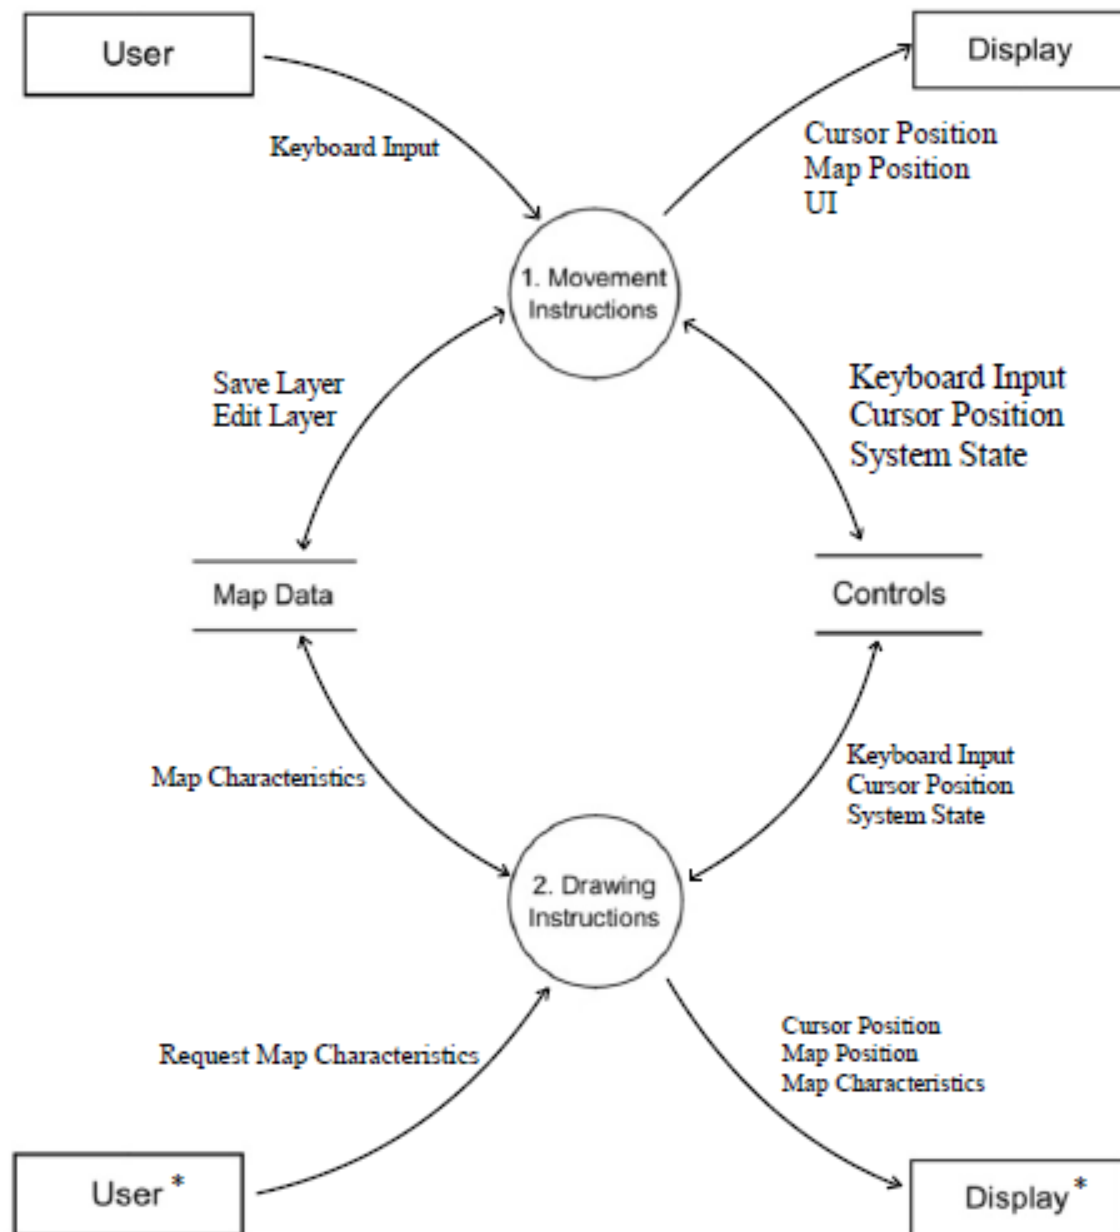 User
Display
Keyboard Input
Cursor Position
Map Position
UI
1. Movement
Instructions
Save Layer
Edit Layer
Keyboard Input
Cursor Position
System State
Map Data
Controls
Map Characteristics
Keyboard Input
Cursor Position
System State
2. Drawing
Instructions
Request Map Characteristics
Cursor Position
Map Position
Map Characteristics
User *
Display *